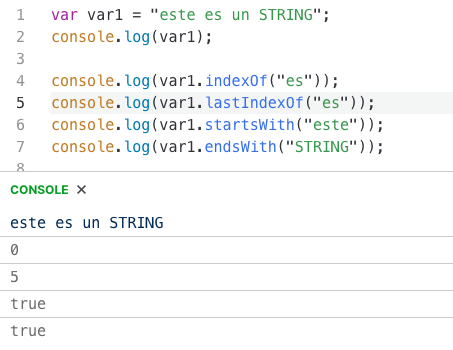 1 var var1 = "este es un STRING";
2 console.log(var1);
3
4 console.log(var1.indexOf("es"));
5 console.log(var1.lastIndexOf("es"));
6 console.log(var1.startsWith("este"));
7 console.log(var1.endsWith("STRING"));
8
CONSOLE ×
este es un STRING
0
5
true
true